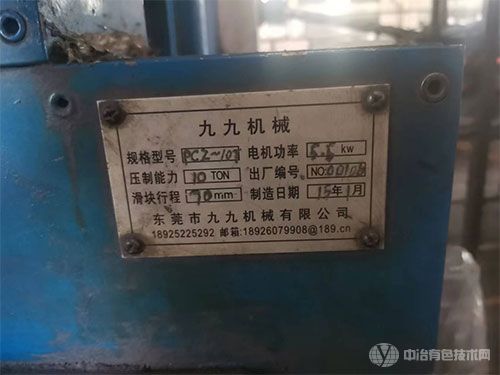 九九机械
规格型号 PC2~10T 电机功率 5.5 kw
压制能力 10 TON 出厂编号 NO:00108
滑块行程 70mm 制造日期 15年1月
东莞市九九机械有限公司
18925225292 邮箱:18926079908@189.cn
中冶有色技术网